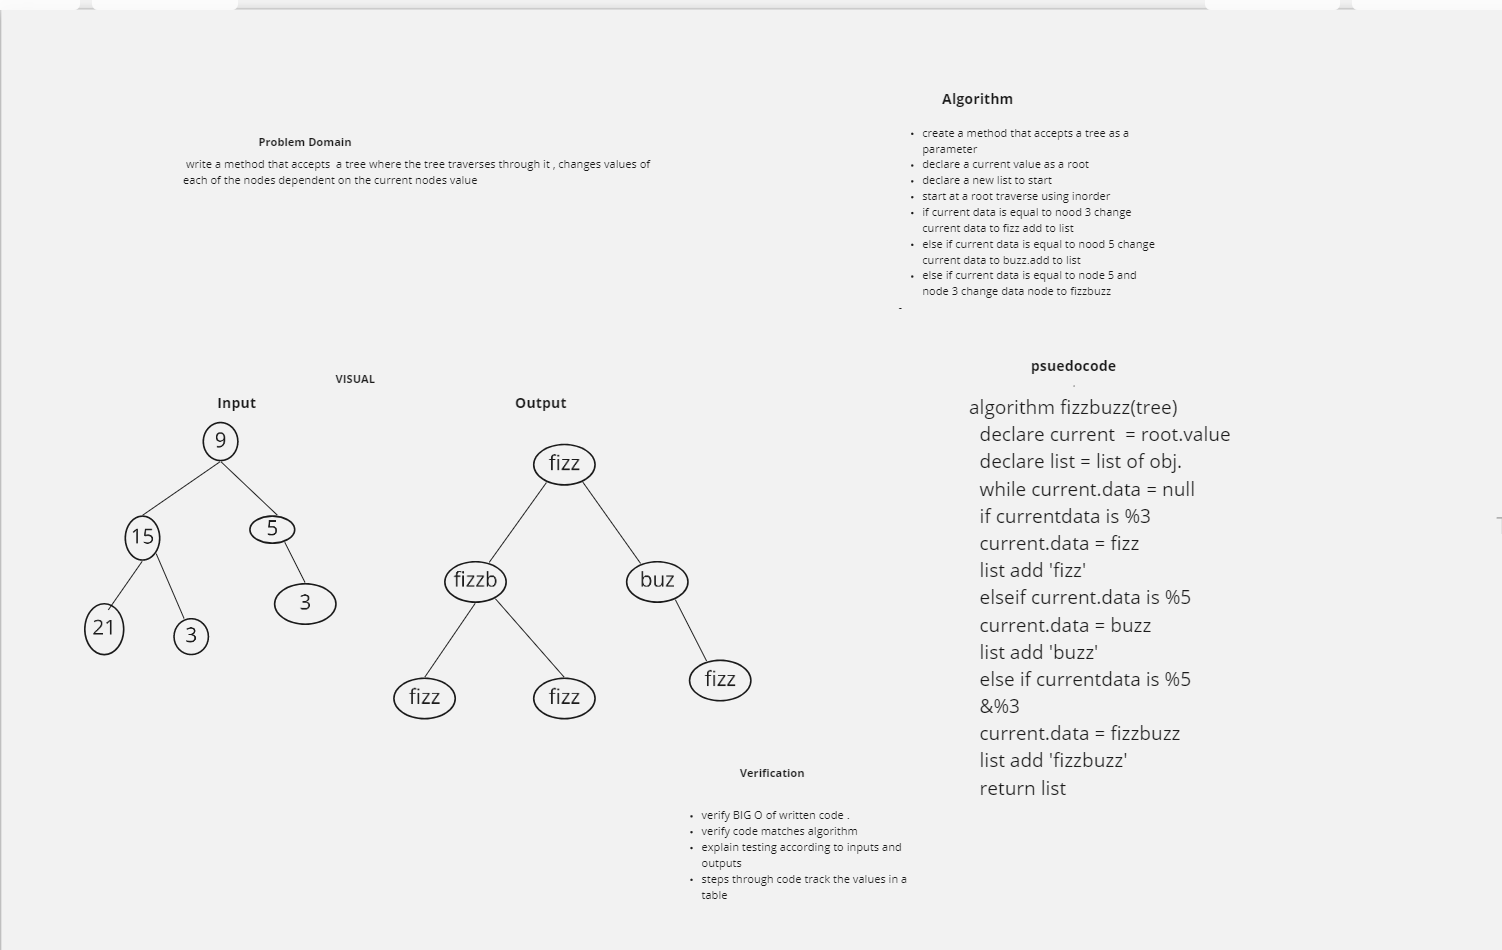 Problem Domain
write a method that accepts a tree where the tree traverses through it , changes values of
each of the nodes dependent on the current nodes value
Algorithm
• create a method that accepts a tree as a
parameter
• declare a current value as a root
• declare a new list to start
• start at a root traverse using inorder
• if current data is equal to nood 3 change
current data to fizz add to list
• else if current data is equal to nood 5 change
current data to buzz.add to list
• else if current data is equal to node 5 and
node 3 change data node to fizzbuzz
-
VISUAL
Input
9
15
5
21
3
3
Output
fizz
fizzb
buz
fizz
fizz
fizz
psuedocode
.
algorithm fizzbuzz(tree)
declare current = root.value
declare list = list of obj.
while current.data = null
if currentdata is %3
current.data = fizz
list add 'fizz'
elseif current.data is %5
current.data = buzz
list add 'buzz'
else if currentdata is %5
&%3
current.data = fizzbuzz
list add 'fizzbuzz'
return list
Verification
• verify BIG O of written code .
• verify code matches algorithm
• explain testing according to inputs and
outputs
• steps through code track the values in a
table